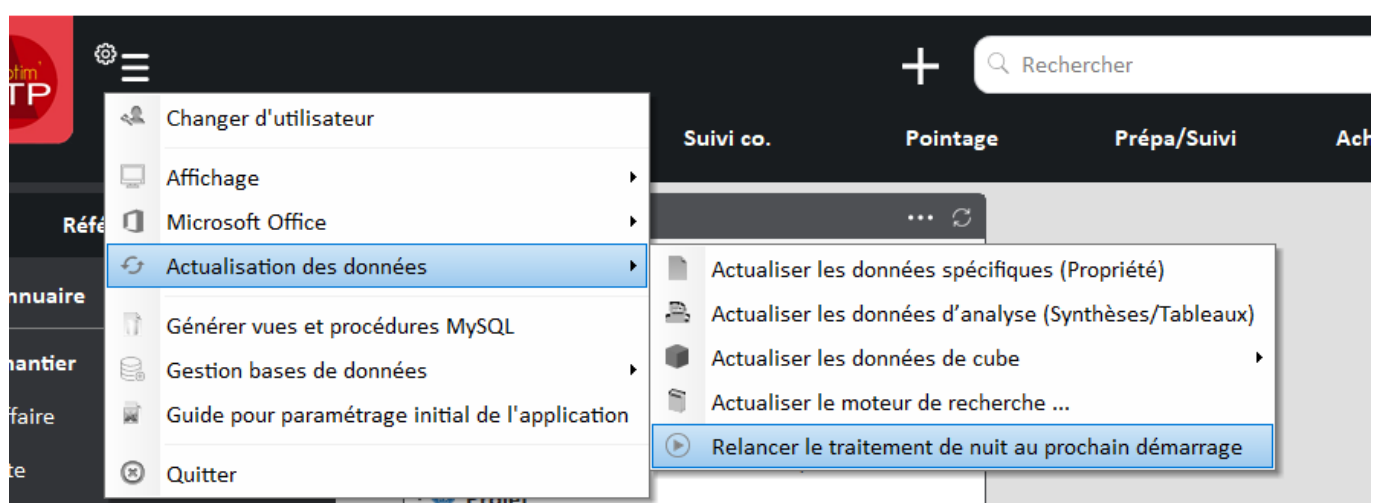 TP
Rechercher
Changer d'utilisateur
Suivi co.
Pointage
Prépa/Suivi
Affichage
Microsoft Office
Actualisation des données
Actualiser les données spécifiques (Propriété)
Actualiser les données d’analyse (Synthèses/Tableaux)
Générer vues et procédures MySQL
Actualiser les données de cube
Gestion bases de données
Actualiser le moteur de recherche ...
Guide pour paramétrage initial de l'application
Relancer le traitement de nuit au prochain démarrage
Quitter